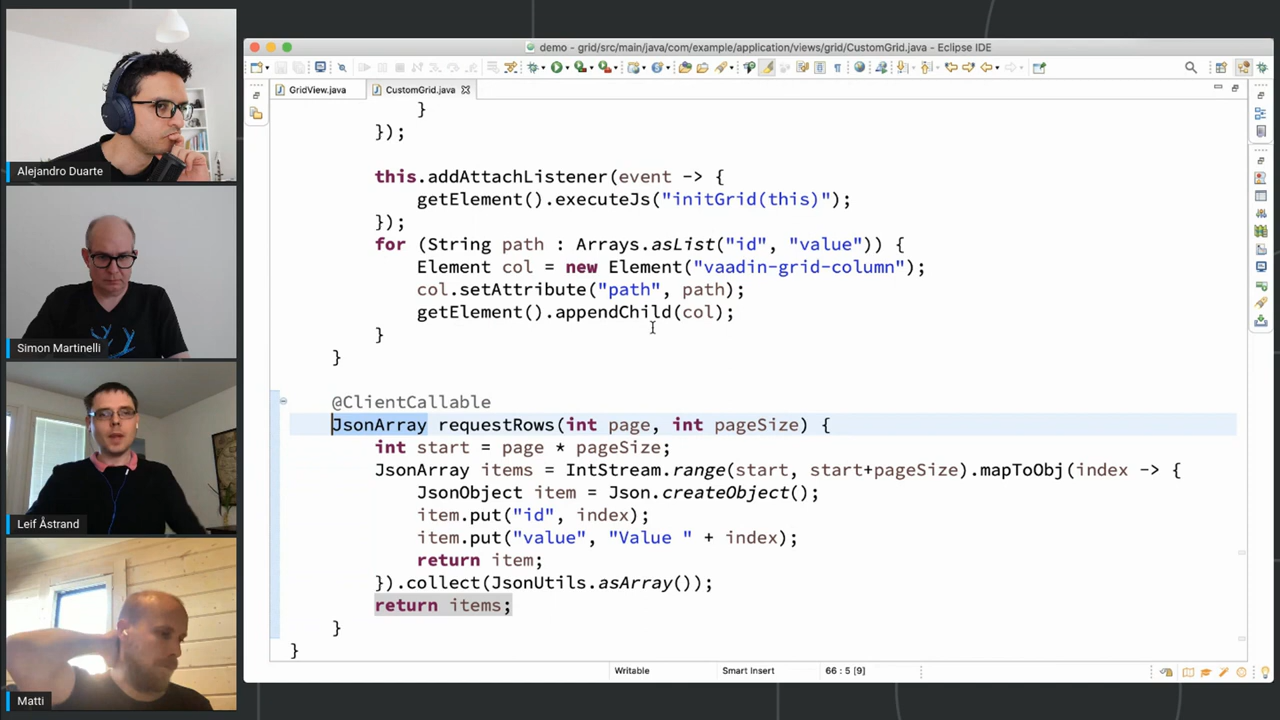 Alejandro Duarte
Simon Martinelli
Leif Åstrand
Matti
demo - grid/src/main/java/com/example/application/views/grid/CustomGrid.java - Eclipse IDE
GridView.java
CustomGrid.java
}
});
this.addAttachListener(event -> {
getElement().executeJs("initGrid(this)");
});
for (String path : Arrays.asList("id", "value")) {
Element col = new Element("vaadin-grid-column");
col.setAttribute("path", path);
getElement().appendChild(col);
}
}
@ClientCallable
JsonArray requestRows(int page, int pageSize) {
int start = page * pageSize;
JsonArray items = IntStream.range(start, start+pageSize).mapToObj(index -> {
JsonObject item = Json.createObject();
item.put("id", index);
item.put("value", "Value " + index);
return item;
}).collect(JsonUtils.asArray());
return items;
}
}
Writable
Smart Insert
66 : 5 [9]